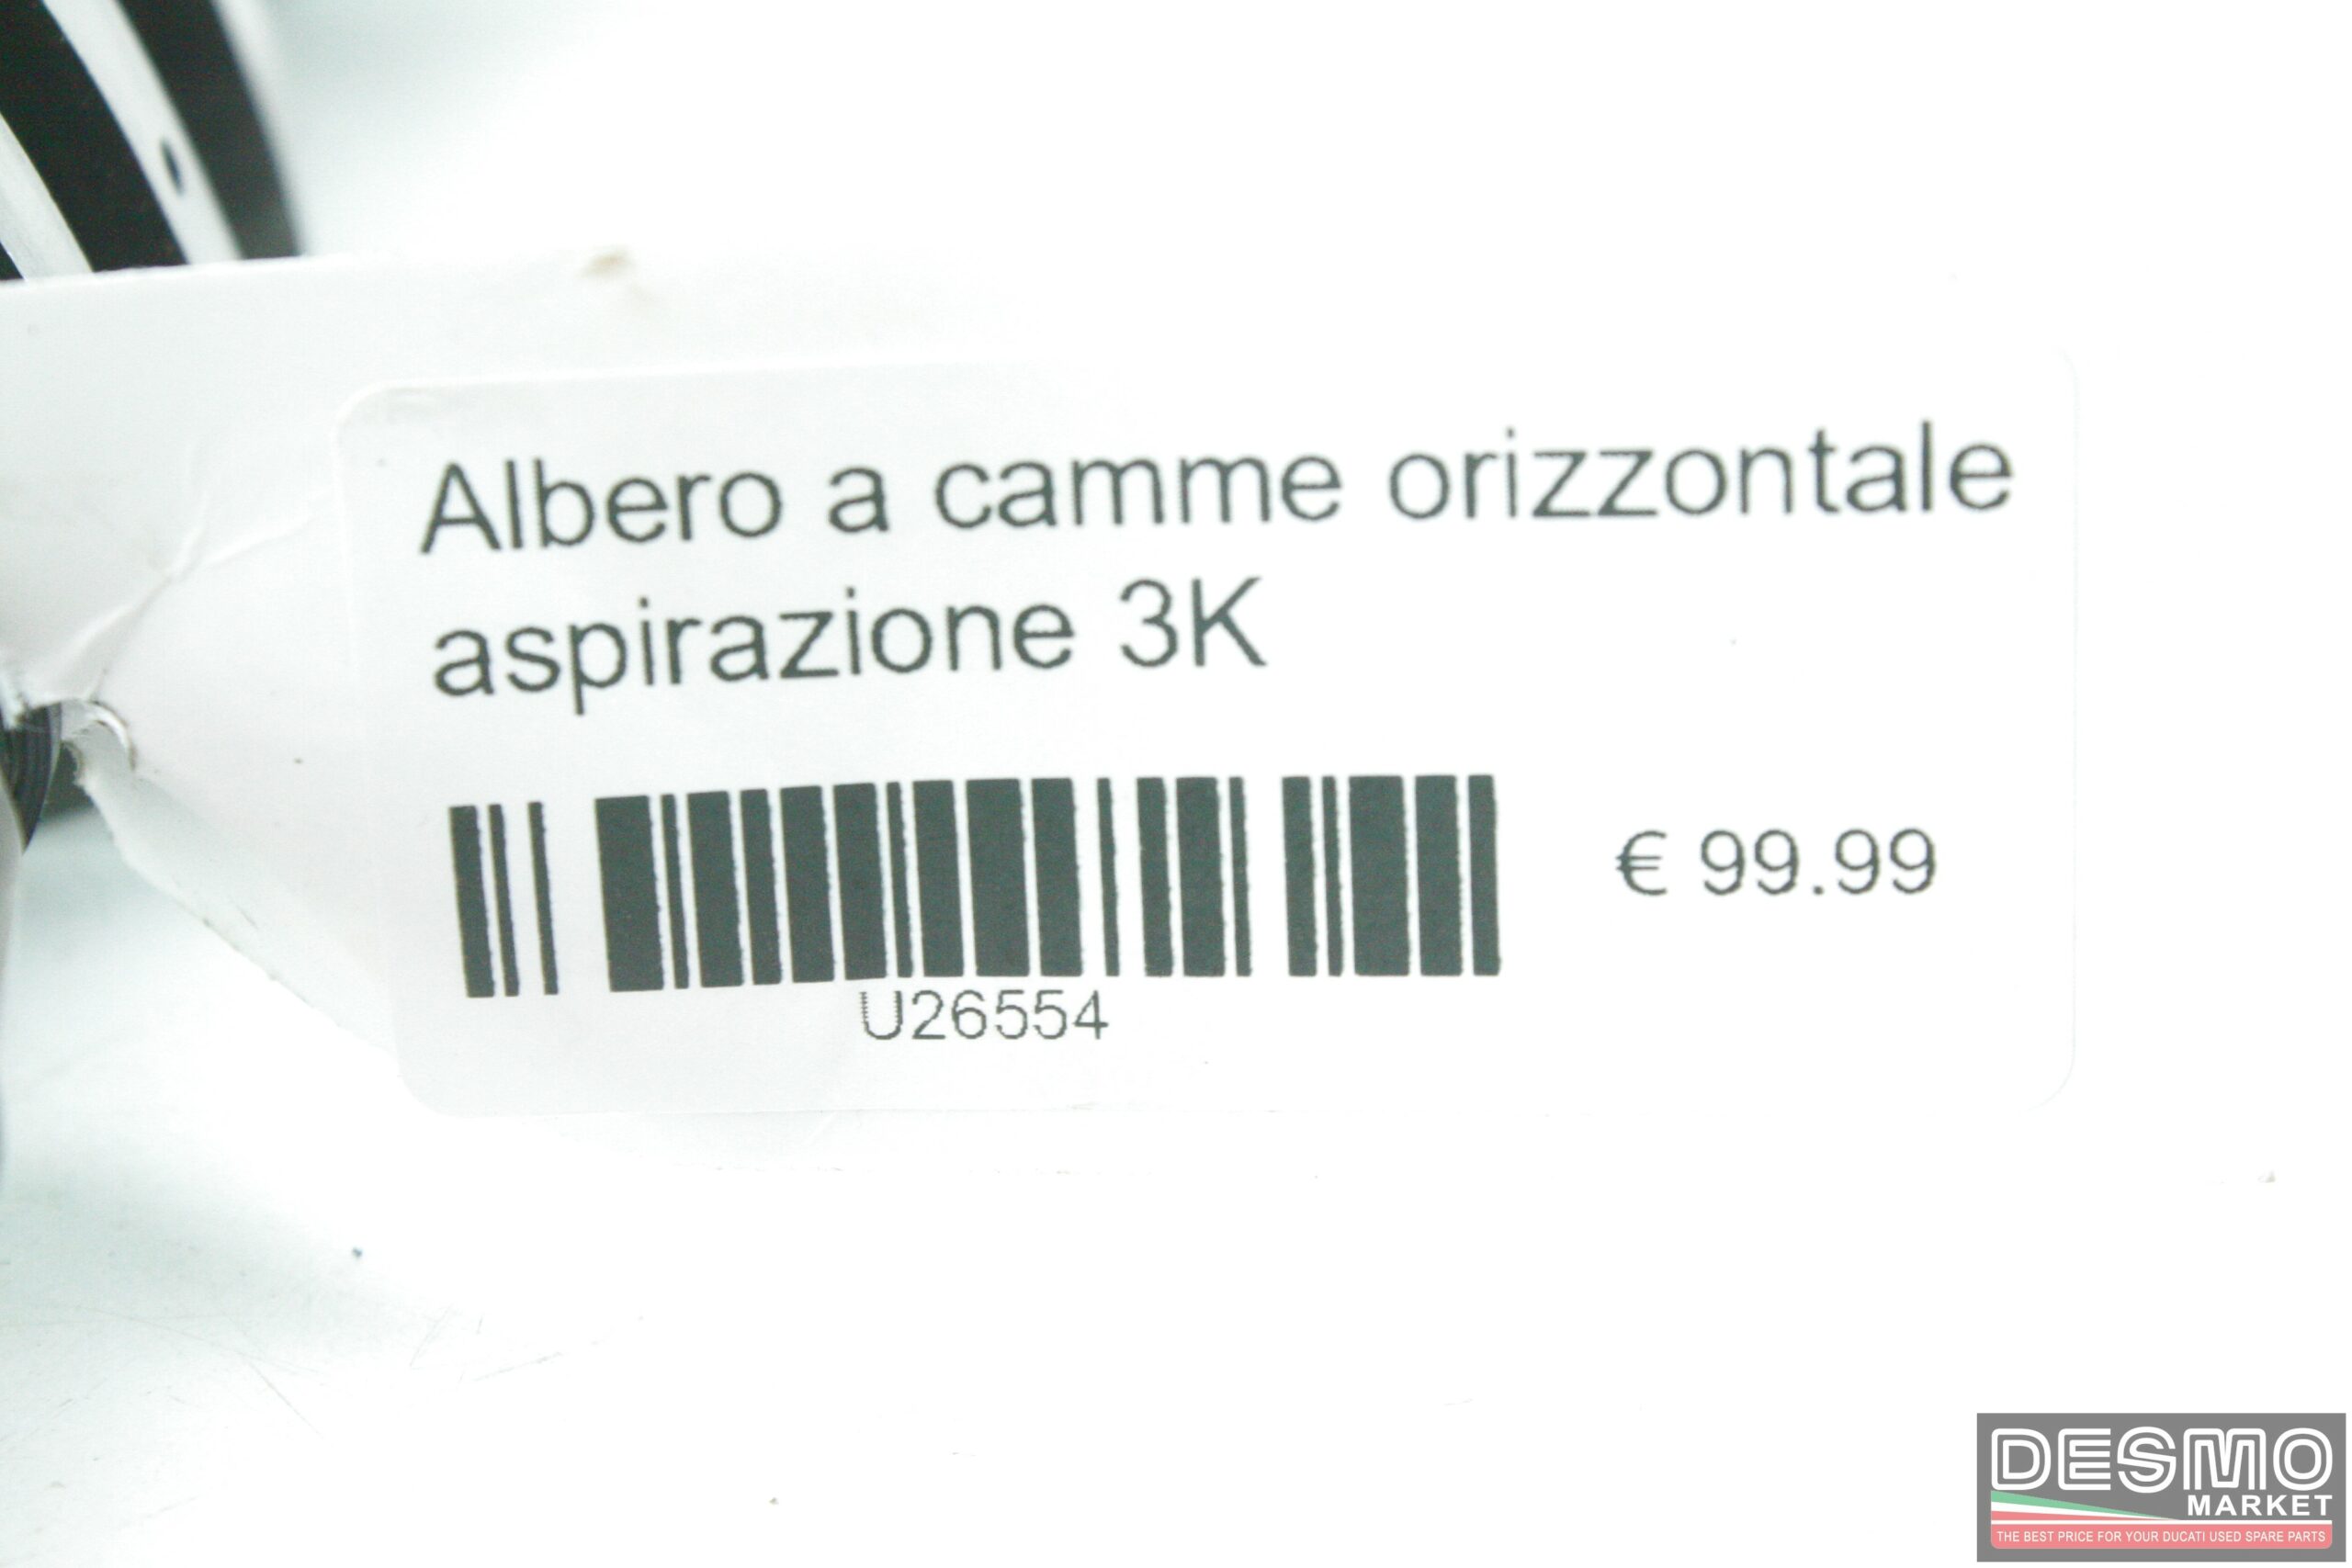 Albero a camme orizzontale
aspirazione 3K
€ 99.99
U26554
DESMO
MARKET
THE BEST PRICE FOR YOUR DUCATI USED SPARE PARTS